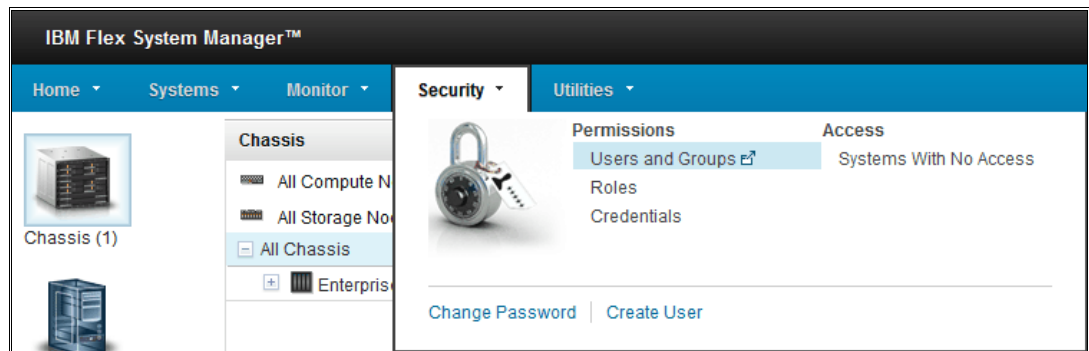 IBM Flex System Manager™
Home Systems Monitor Security Utilities
Chassis (1)
Chassis
All Compute N
All Storage No
All Chassis
Enterpris
Permissions
Users and Groups
Roles
Credentials
Access
Systems With No Access
Change Password Create User